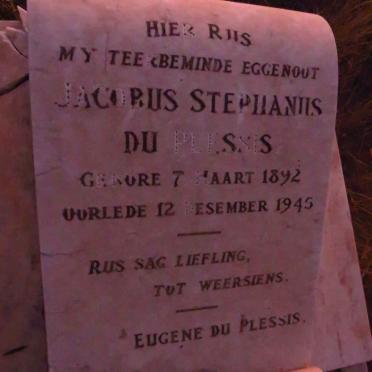 HIER RUS
MY TEERBEMINDE EGGENOOT
JACOBUS STEPHANUS
DU PLESSIS
GEBORE 7 MAART 1892
OORLEDE 12 DESEMBER 1945
RUS SAG LIEFLING,
TOT WEERSIENS.
EUGENE DU PLESSIS.